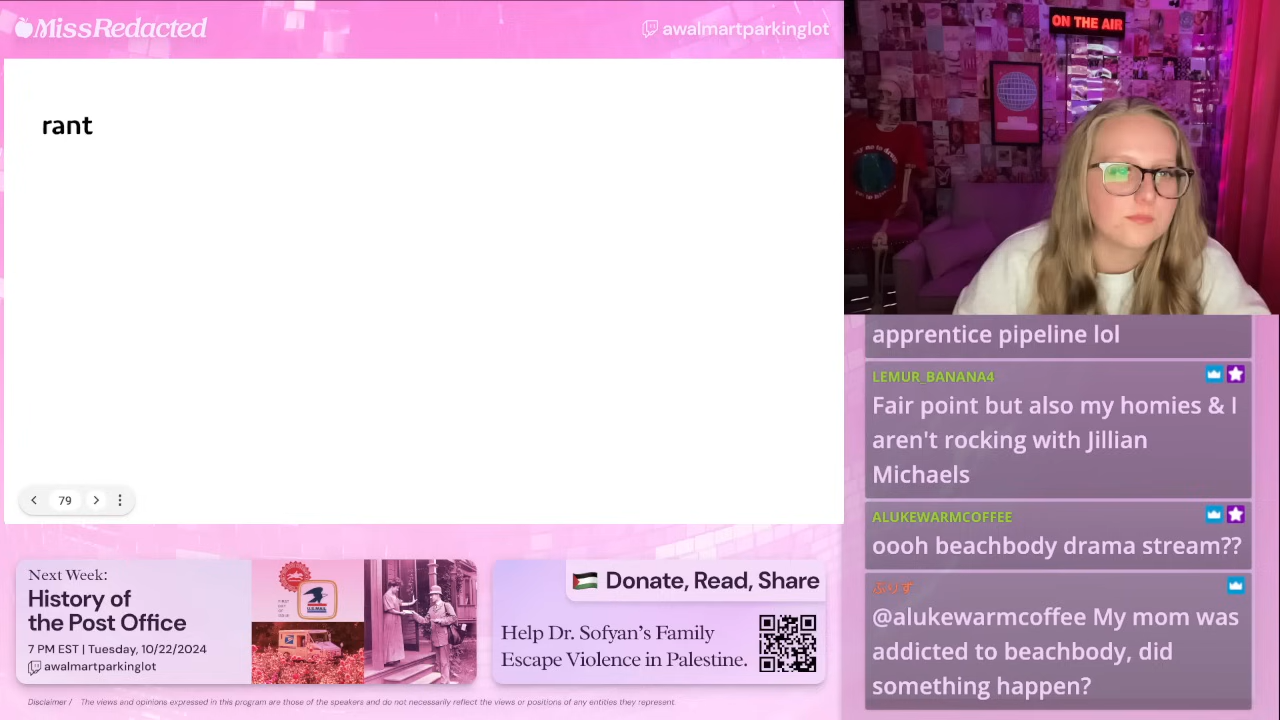 MissRedacted
awalmartparkinglot
ON THE AIR
rant
79
apprentice pipeline lol
LEMUR_BANANA4
Fair point but also my homies & I
aren't rocking with Jillian
Michaels
ALUKEWARMCOFFEE
oooh beachbody drama stream??
ぷりず
@alukewarmcoffee My mom was
addicted to beachbody, did
something happen?
Next Week:
History of
the Post Office
7 PM EST | Tuesday, 10/22/2024
awalmartparkinglot
Donate, Read, Share
Help Dr. Sofyan's Family
Escape Violence in Palestine.
Disclaimer / The views and opinions expressed in this program are those of the speakers and do not necessarily reflect the views or positions of any entities they represent.